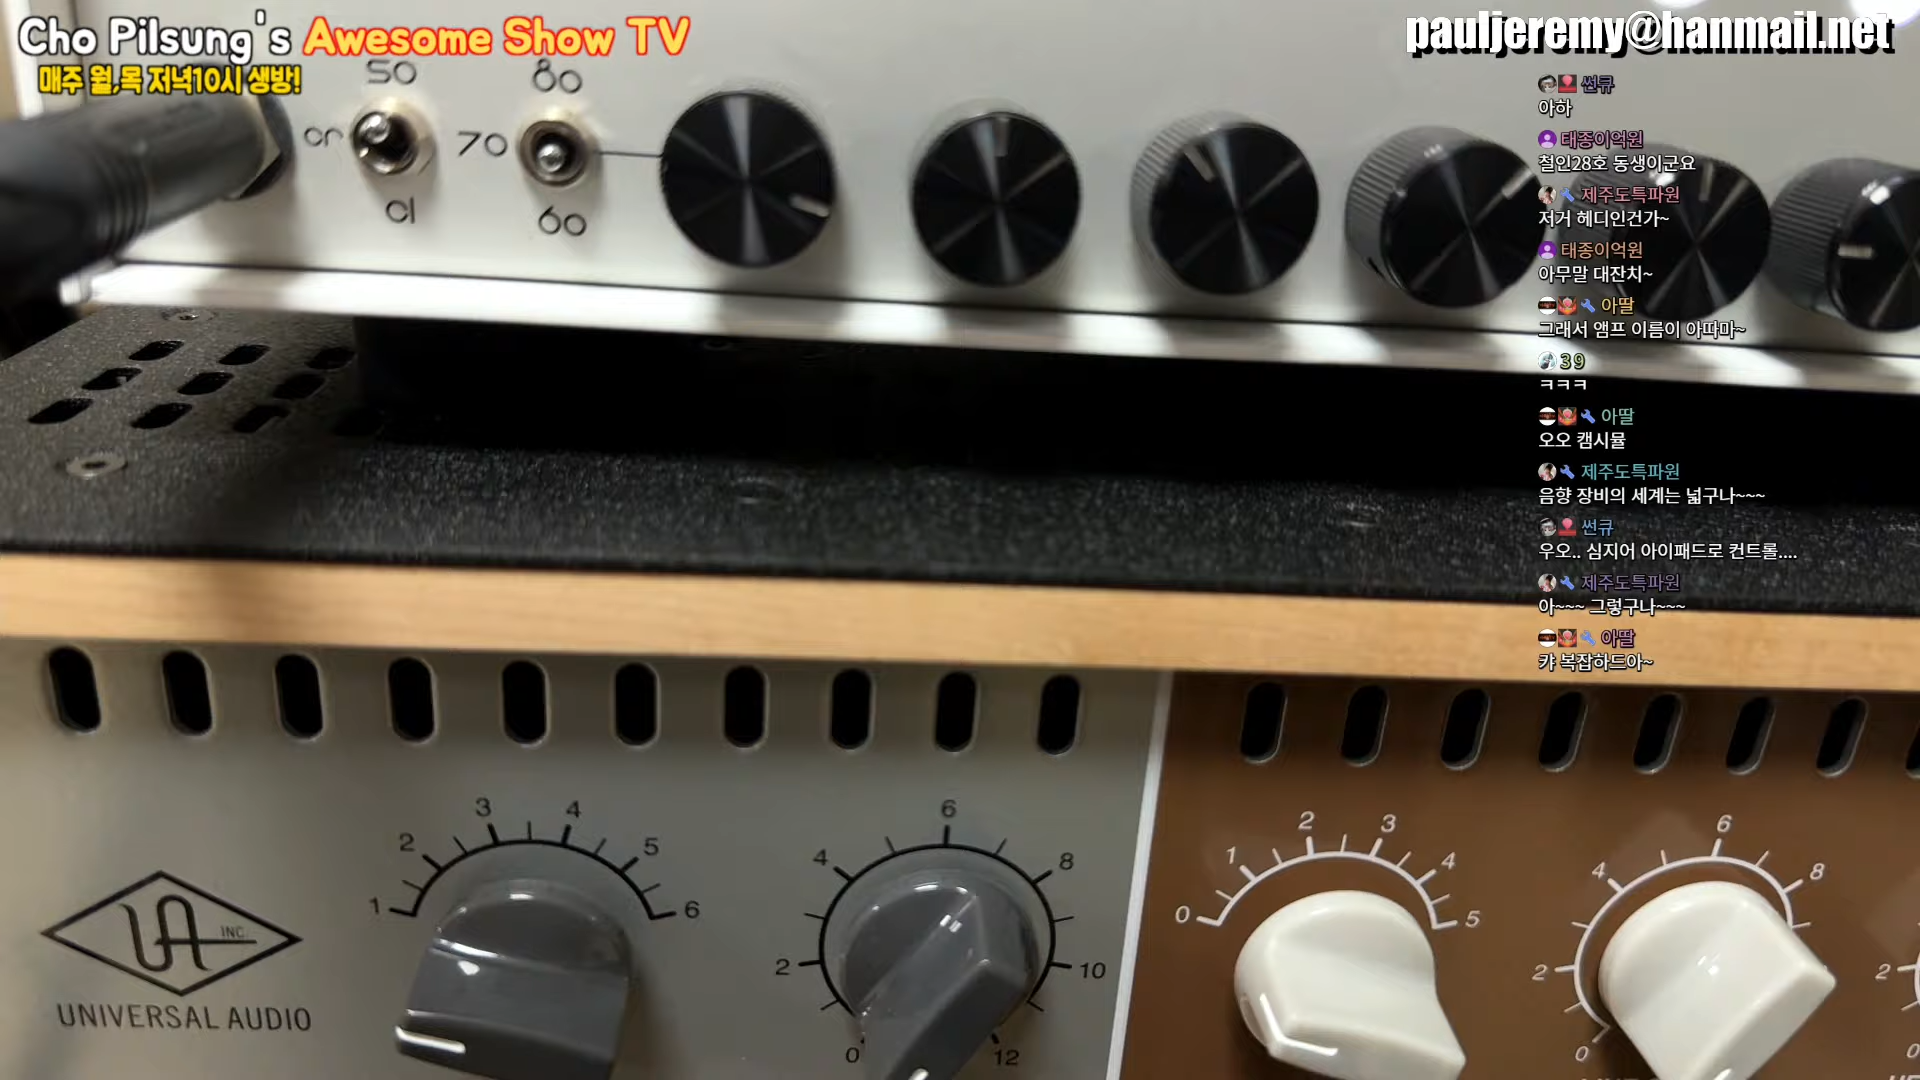 Cho Pilsung's Awesome Show TV
매주 월,목 저녁10시 생방!
pauljeremy@hanmail.net
썬큐
아하
태종이억원
철인28호 동생이군요
제주도특파원
저거 헤디인건가~
태종이억원
아무말 대잔치~
아딸
그래서 앰프 이름이 아따마~
39
ㅋㅋㅋ
아딸
오오 캠시뮬
제주도특파원
음향 장비의 세계는 넓구나~~~
썬큐
우오.. 심지어 아이패드로 컨트롤....
제주도특파원
아~~~ 그렇구나~~~
아딸
캬 복잡하드아~
50
80
cr
70
cl
60
1 2 3 4 5 6
0 2 4 6 8 10 12
0 1 2 3 4 5
0 2 4 6 8
2
0
UA INC.
UNIVERSAL AUDIO